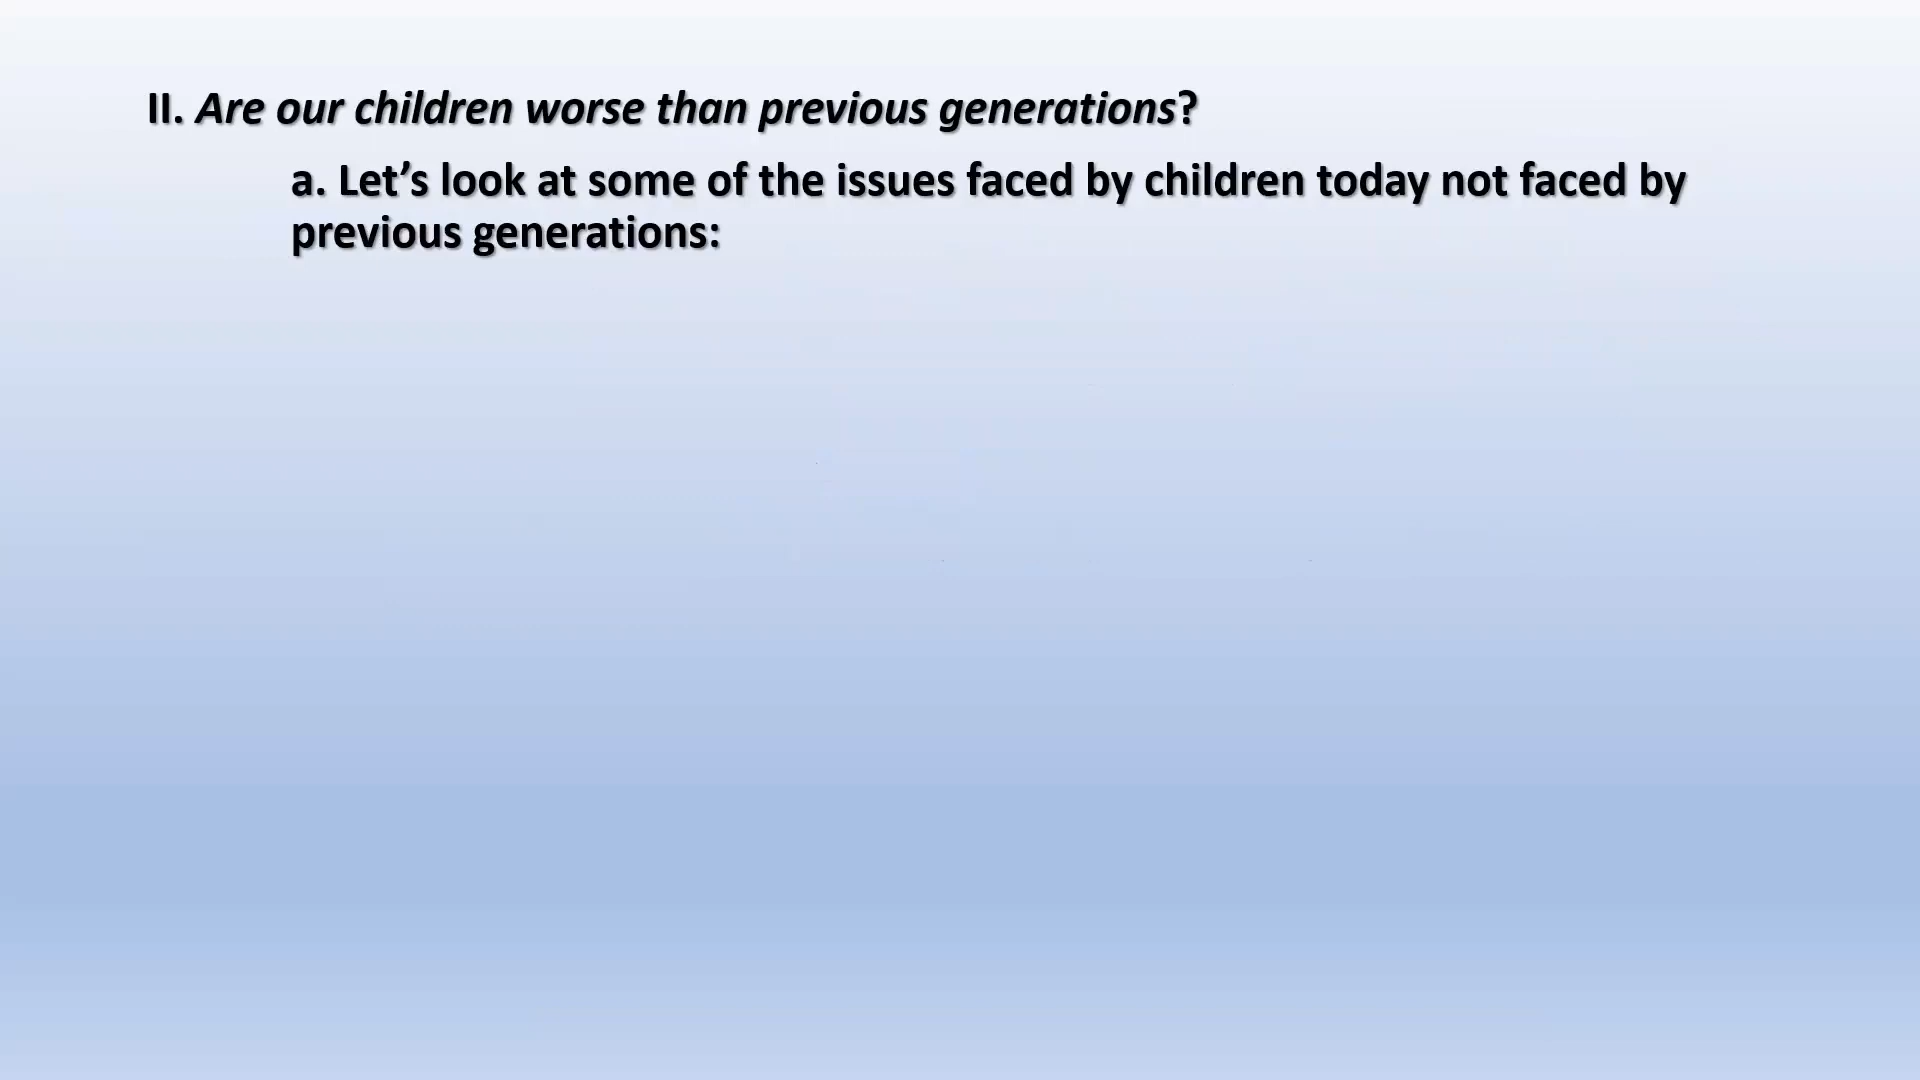 II. Are our children worse than previous generations?
a. Let’s look at some of the issues faced by children today not faced by
previous generations: